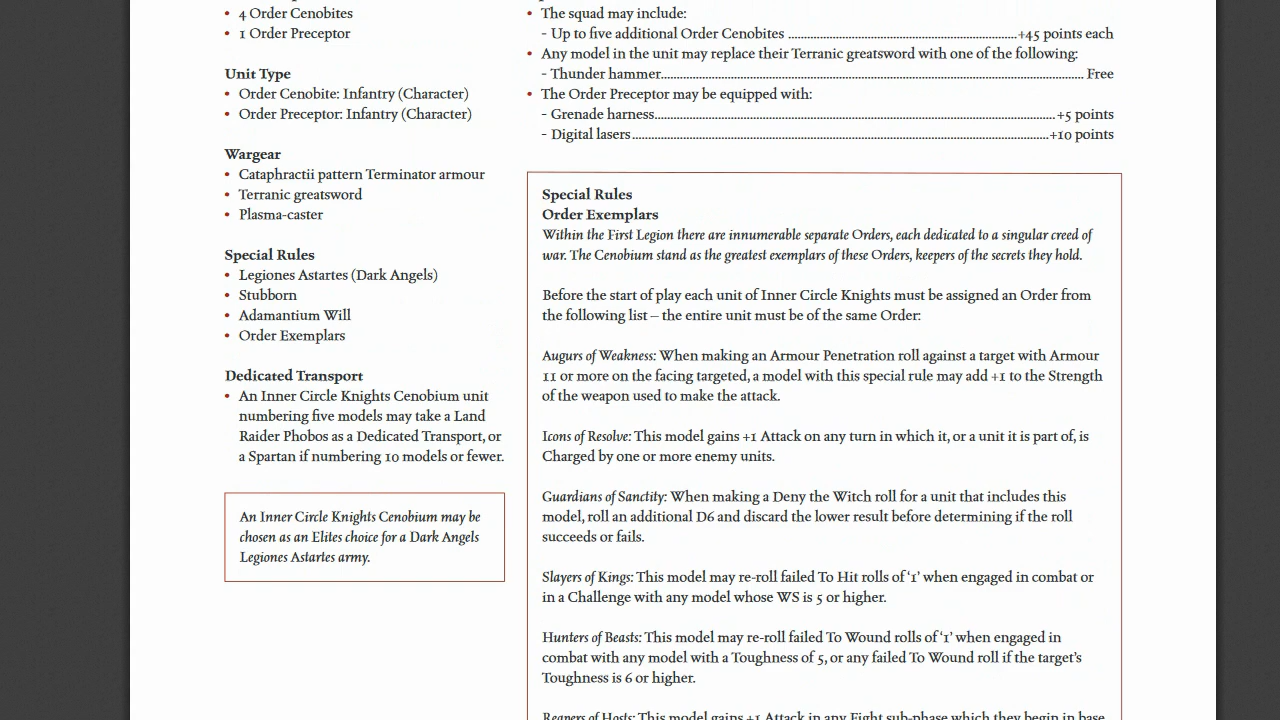 • 4 Order Cenobites
• 1 Order Preceptor
Unit Type
• Order Cenobite: Infantry (Character)
• Order Preceptor: Infantry (Character)
Wargear
• Cataphractii pattern Terminator armour
• Terranic greatsword
• Plasma-caster
Special Rules
• Legiones Astartes (Dark Angels)
• Stubborn
• Adamantium Will
• Order Exemplars
Dedicated Transport
• An Inner Circle Knights Cenobium unit
numbering five models may take a Land
Raider Phobos as a Dedicated Transport, or
a Spartan if numbering 10 models or fewer.
An Inner Circle Knights Cenobium may be
chosen as an Elites choice for a Dark Angels
Legiones Astartes army.
• The squad may include:
- Up to five additional Order Cenobites ........ +45 points each
• Any model in the unit may replace their Terranic greatsword with one of the following:
- Thunder hammer........ Free
• The Order Preceptor may be equipped with:
- Grenade harness........ +5 points
- Digital lasers ........ +10 points
Special Rules
Order Exemplars
Within the First Legion there are innumerable separate Orders, each dedicated to a singular creed of
war. The Cenobium stand as the greatest exemplars of these Orders, keepers of the secrets they hold.
Before the start of play each unit of Inner Circle Knights must be assigned an Order from
the following list – the entire unit must be of the same Order:
Augurs of Weakness: When making an Armour Penetration roll against a target with Armour
11 or more on the facing targeted, a model with this special rule may add +1 to the Strength
of the weapon used to make the attack.
Icons of Resolve: This model gains +1 Attack on any turn in which it, or a unit it is part of, is
Charged by one or more enemy units.
Guardians of Sanctity: When making a Deny the Witch roll for a unit that includes this
model, roll an additional D6 and discard the lower result before determining if the roll
succeeds or fails.
Slayers of Kings: This model may re-roll failed To Hit rolls of ‘1’ when engaged in combat or
in a Challenge with any model whose WS is 5 or higher.
Hunters of Beasts: This model may re-roll failed To Wound rolls of ‘1’ when engaged in
combat with any model with a Toughness of 5, or any failed To Wound roll if the target’s
Toughness is 6 or higher.
Reapers of Hosts: This model gains +1 Attack in any Fight sub-phase which they begin in base